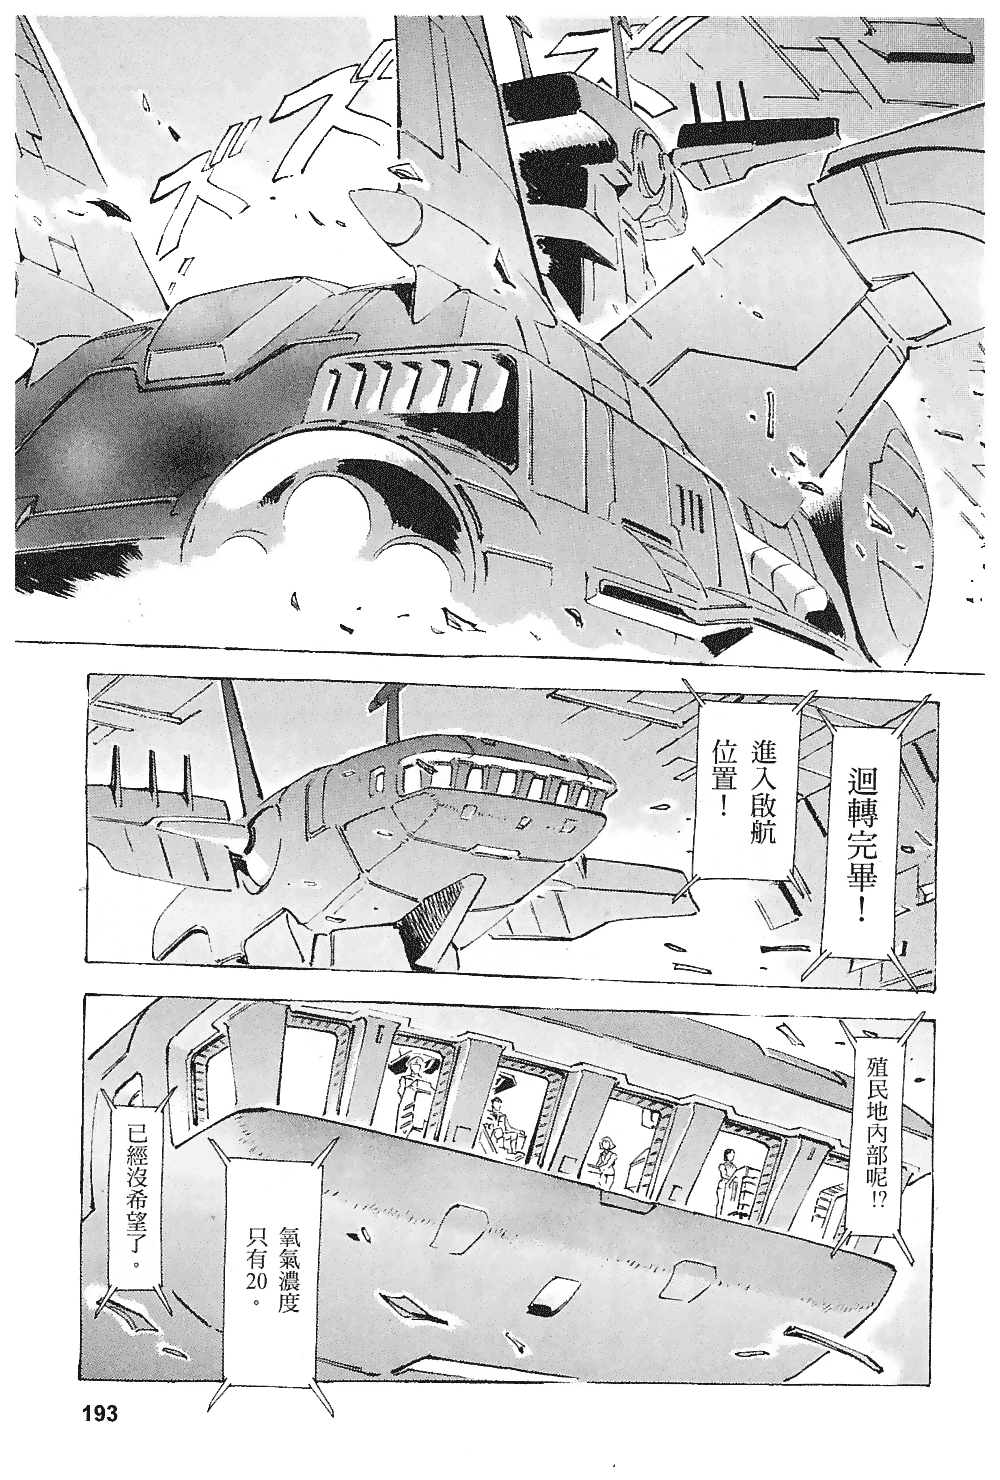 ズズ
迴轉完畢！
進入啟航
位置！
殖民地內部呢!?
氧氣濃度
只有20。
已經沒希望了。
193